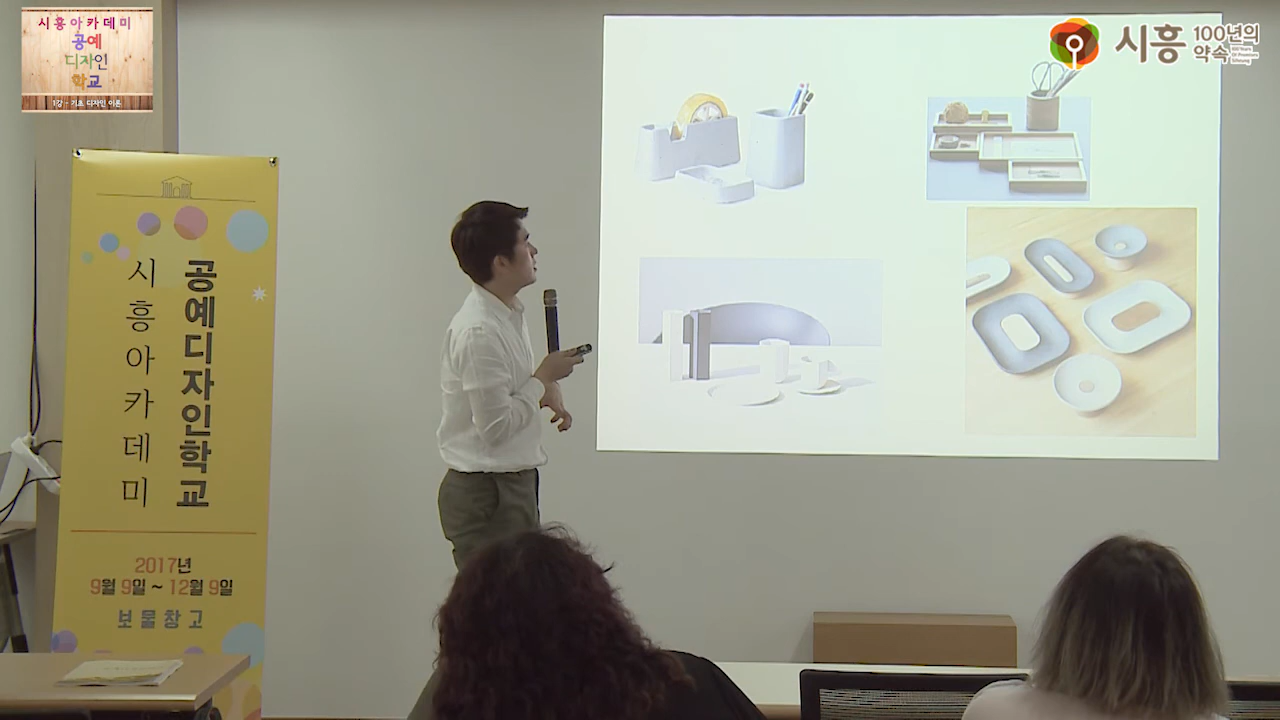 시흥아카데미
공예
디자인
학교
1강 - 기초 디자인 이론
시흥
100년의
약속
공예디자인학교
시흥아카데미
2017년
9월 9일 ~ 12월 9일
보물창고